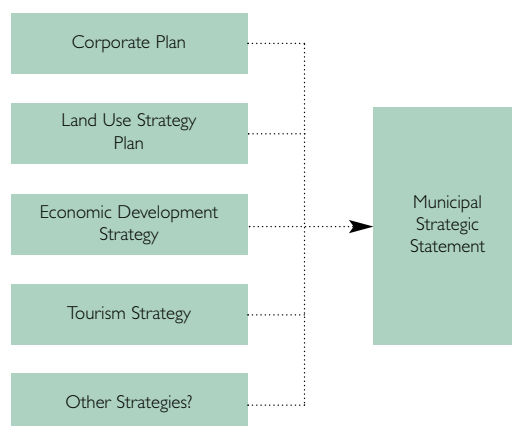 Corporate Plan
Land Use Strategy
Plan
Economic Development
Strategy
Tourism Strategy
Other Strategies?
Municipal
Strategic
Statement